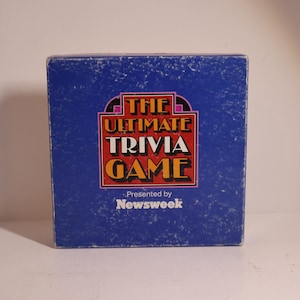 THE
ULTIMATE
TRIVIA
GAME
Presented by
Newsweek